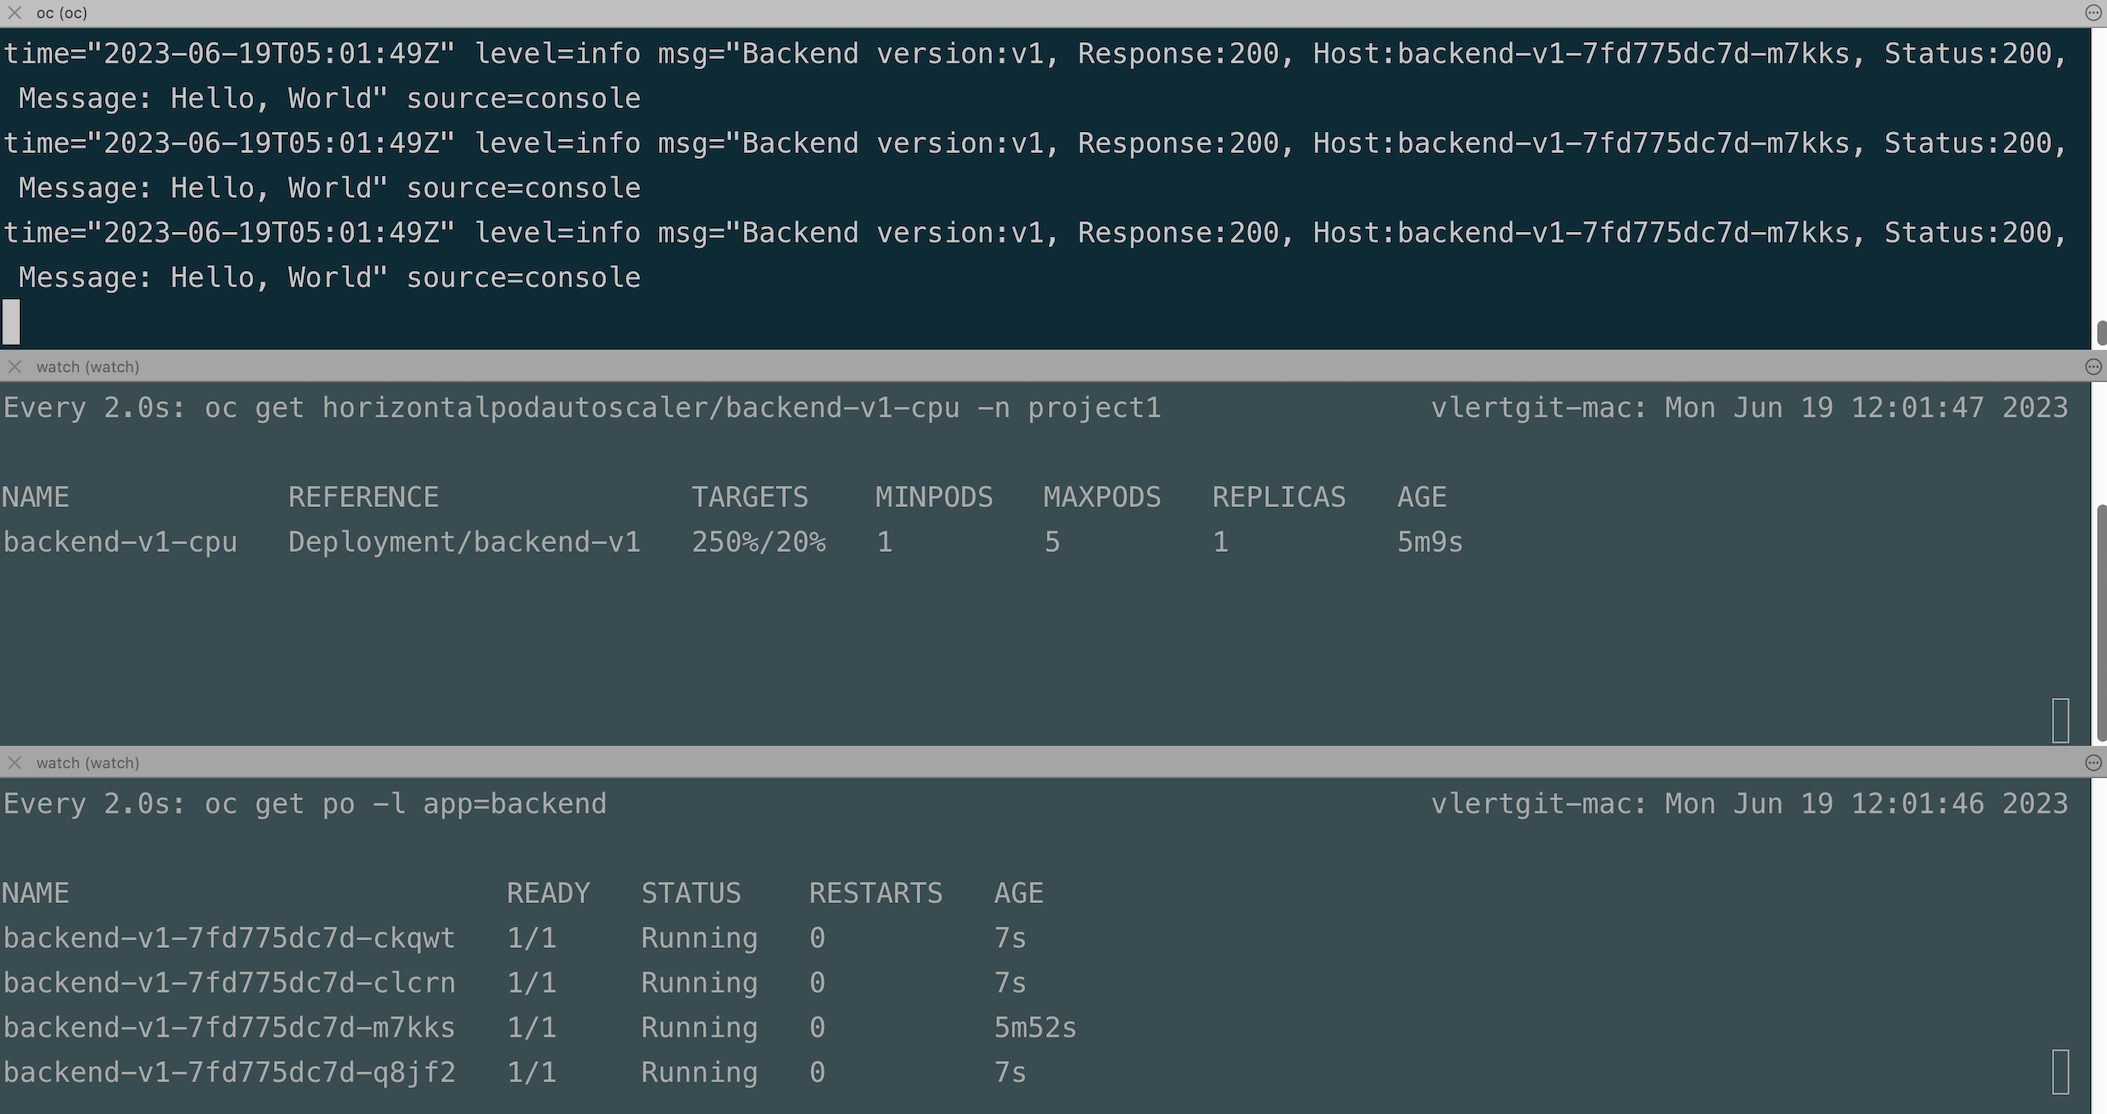 oc (oc)
time="2023-06-19T05:01:49Z" level=info msg="Backend version:v1, Response:200, Host:backend-v1-7fd775dc7d-m7kks, Status:200,
 Message: Hello, World" source=console
time="2023-06-19T05:01:49Z" level=info msg="Backend version:v1, Response:200, Host:backend-v1-7fd775dc7d-m7kks, Status:200,
 Message: Hello, World" source=console
time="2023-06-19T05:01:49Z" level=info msg="Backend version:v1, Response:200, Host:backend-v1-7fd775dc7d-m7kks, Status:200,
 Message: Hello, World" source=console
watch (watch)
Every 2.0s: oc get horizontalpodautoscaler/backend-v1-cpu -n project1 vlertgit-mac: Mon Jun 19 12:01:47 2023
NAME REFERENCE TARGETS MINPODS MAXPODS REPLICAS AGE
backend-v1-cpu Deployment/backend-v1 250%/20% 1 5 1 5m9s
watch (watch)
Every 2.0s: oc get po -l app=backend vlertgit-mac: Mon Jun 19 12:01:46 2023
NAME READY STATUS RESTARTS AGE
backend-v1-7fd775dc7d-ckqwt 1/1 Running 0 7s
backend-v1-7fd775dc7d-clcrn 1/1 Running 0 7s
backend-v1-7fd775dc7d-m7kks 1/1 Running 0 5m52s
backend-v1-7fd775dc7d-q8jf2 1/1 Running 0 7s